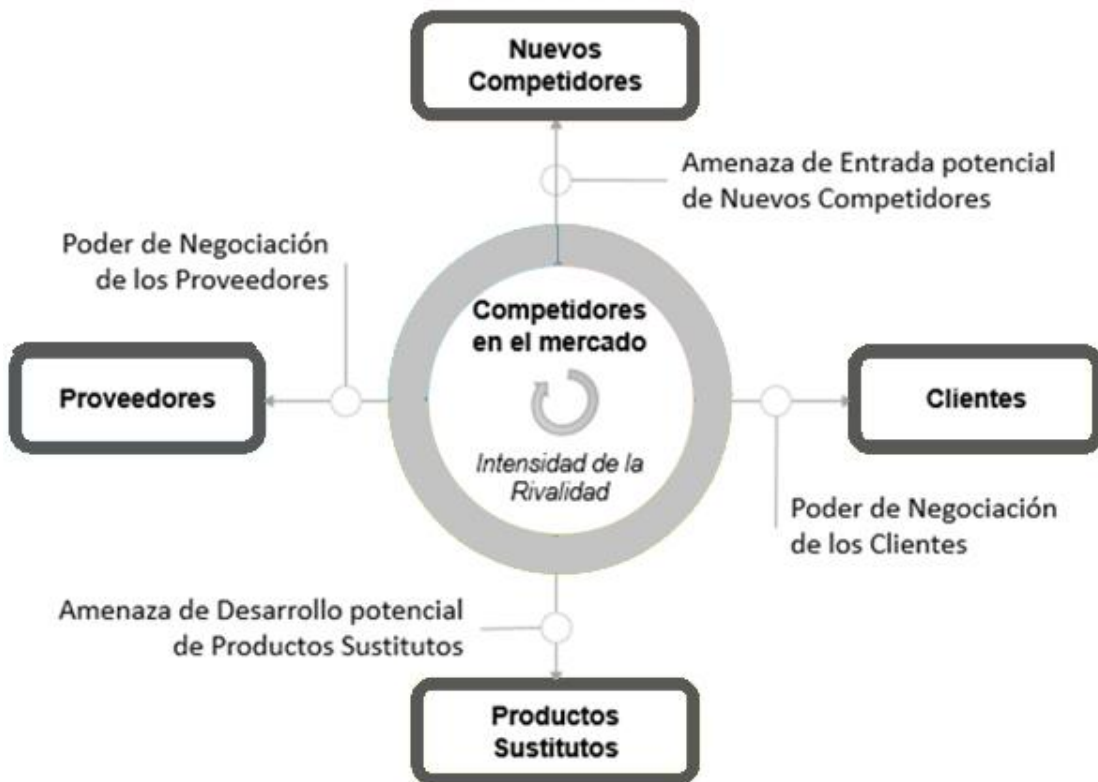 Nuevos
Competidores
Amenaza de Entrada potencial
de Nuevos Competidores
Poder de Negociación
de los Proveedores
Competidores
en el mercado
Proveedores
Clientes
Intensidad de la
Rivalidad
Poder de Negociación
de los Clientes
Amenaza de Desarrollo potencial
de Productos Sustitutos
Productos
Sustitutos